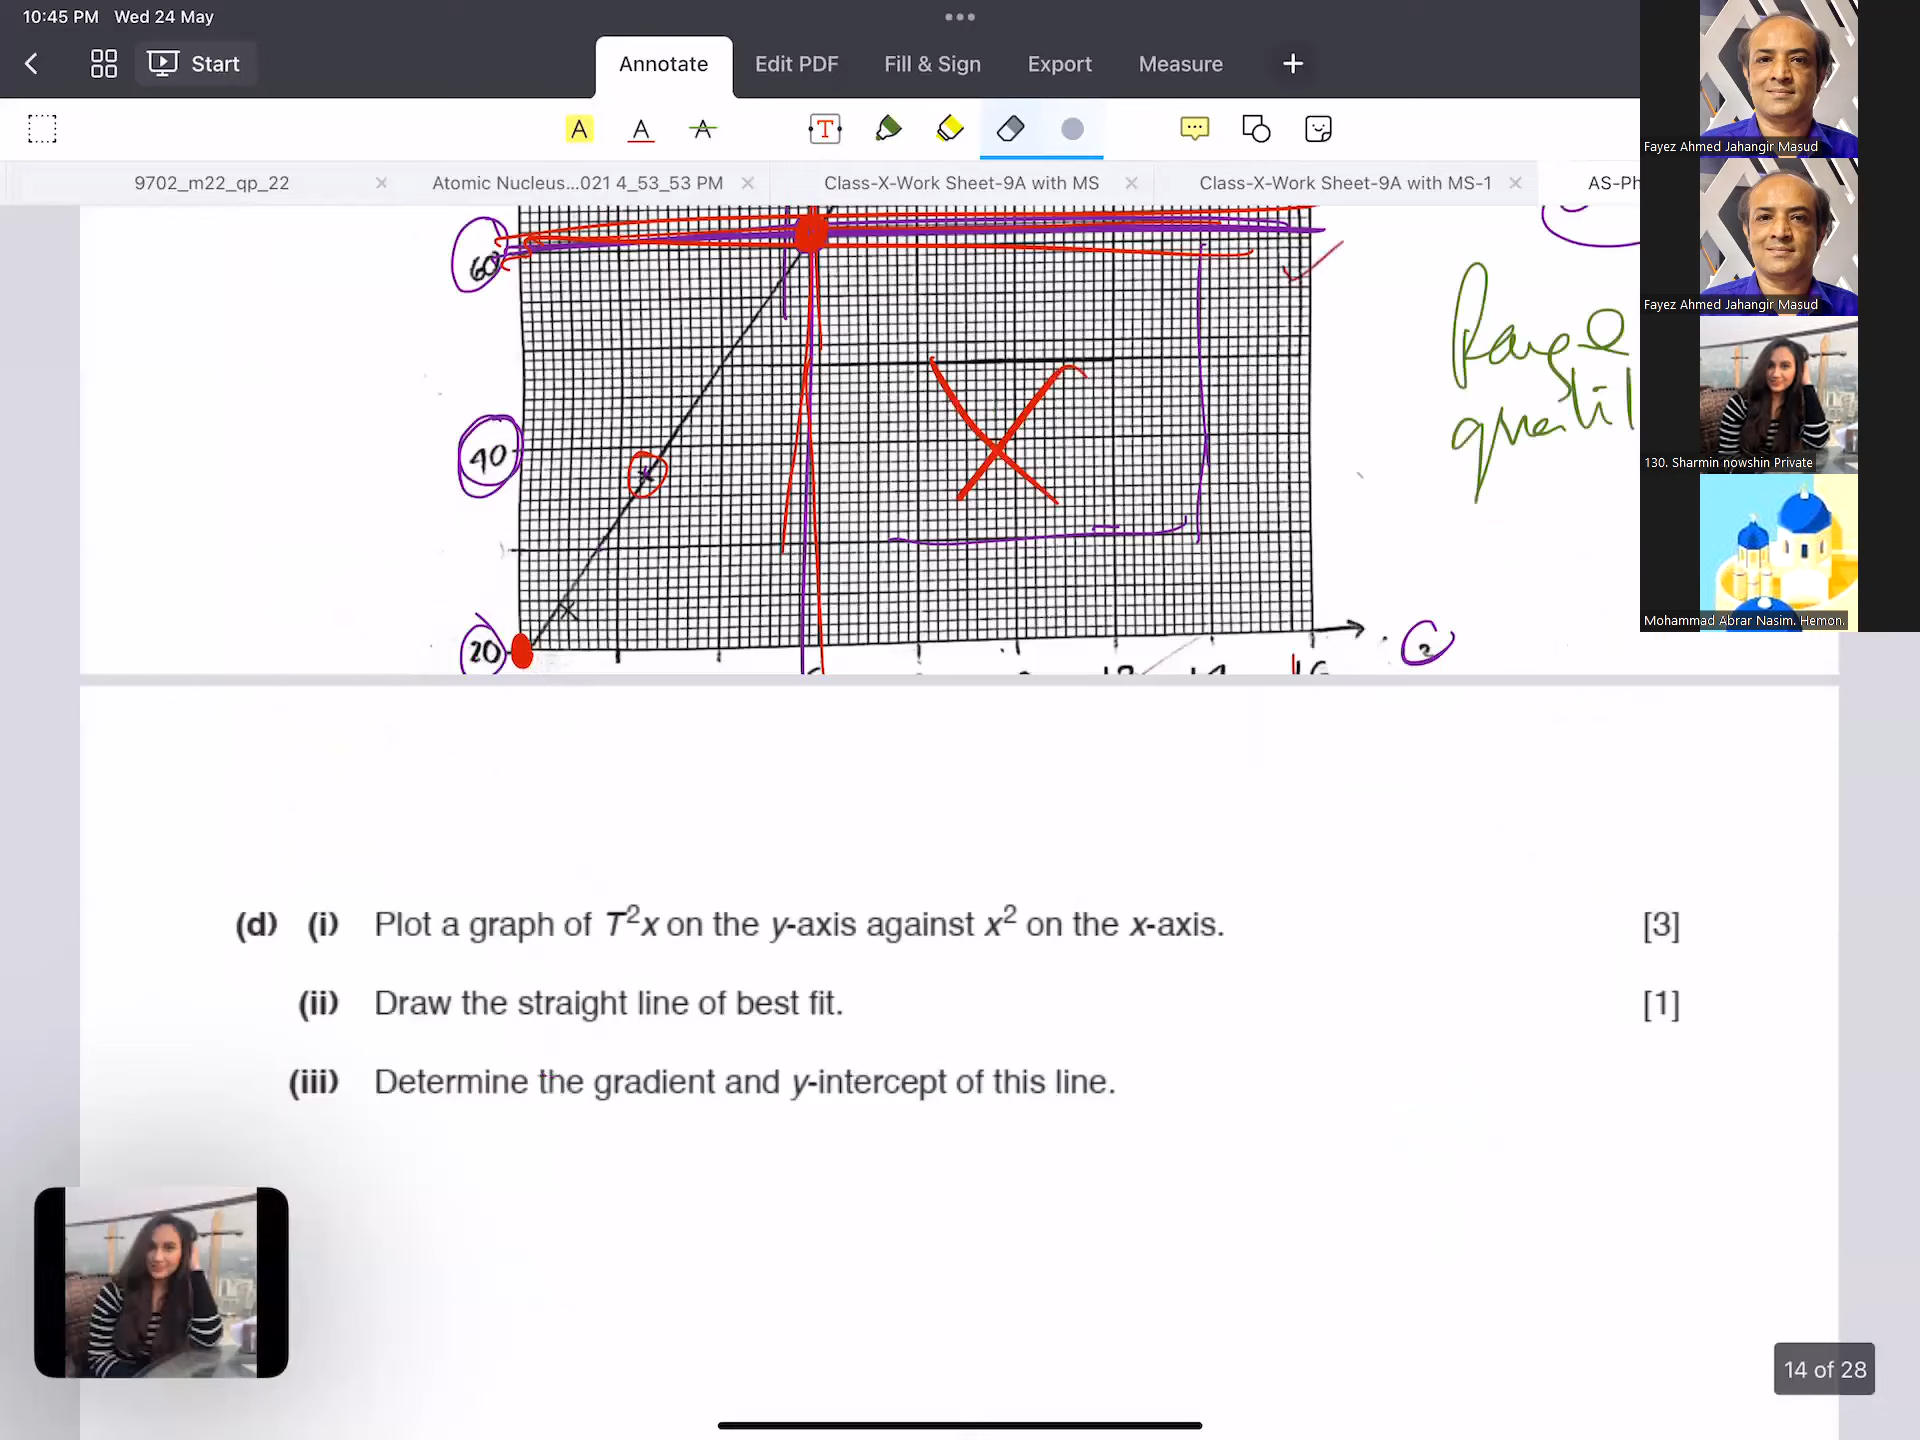 10:45 PM Wed 24 May
Start
Annotate
Edit PDF
Fill & Sign
Export
Measure
A A A T
9702_m22_qp_22
Atomic Nucleus...021 4_53_53 PM
Class-X-Work Sheet-9A with MS
Class-X-Work Sheet-9A with MS-1
AS-Ph
Fayez Ahmed Jahangir Masud
Fayez Ahmed Jahangir Masud
130. Sharmin nowshin Private
Mohammad Abrar Nasim. Hemon.
60
40
20
16
(d) (i) Plot a graph of T²x on the y-axis against x² on the x-axis. [3]
(ii) Draw the straight line of best fit. [1]
(iii) Determine the gradient and y-intercept of this line.
14 of 28